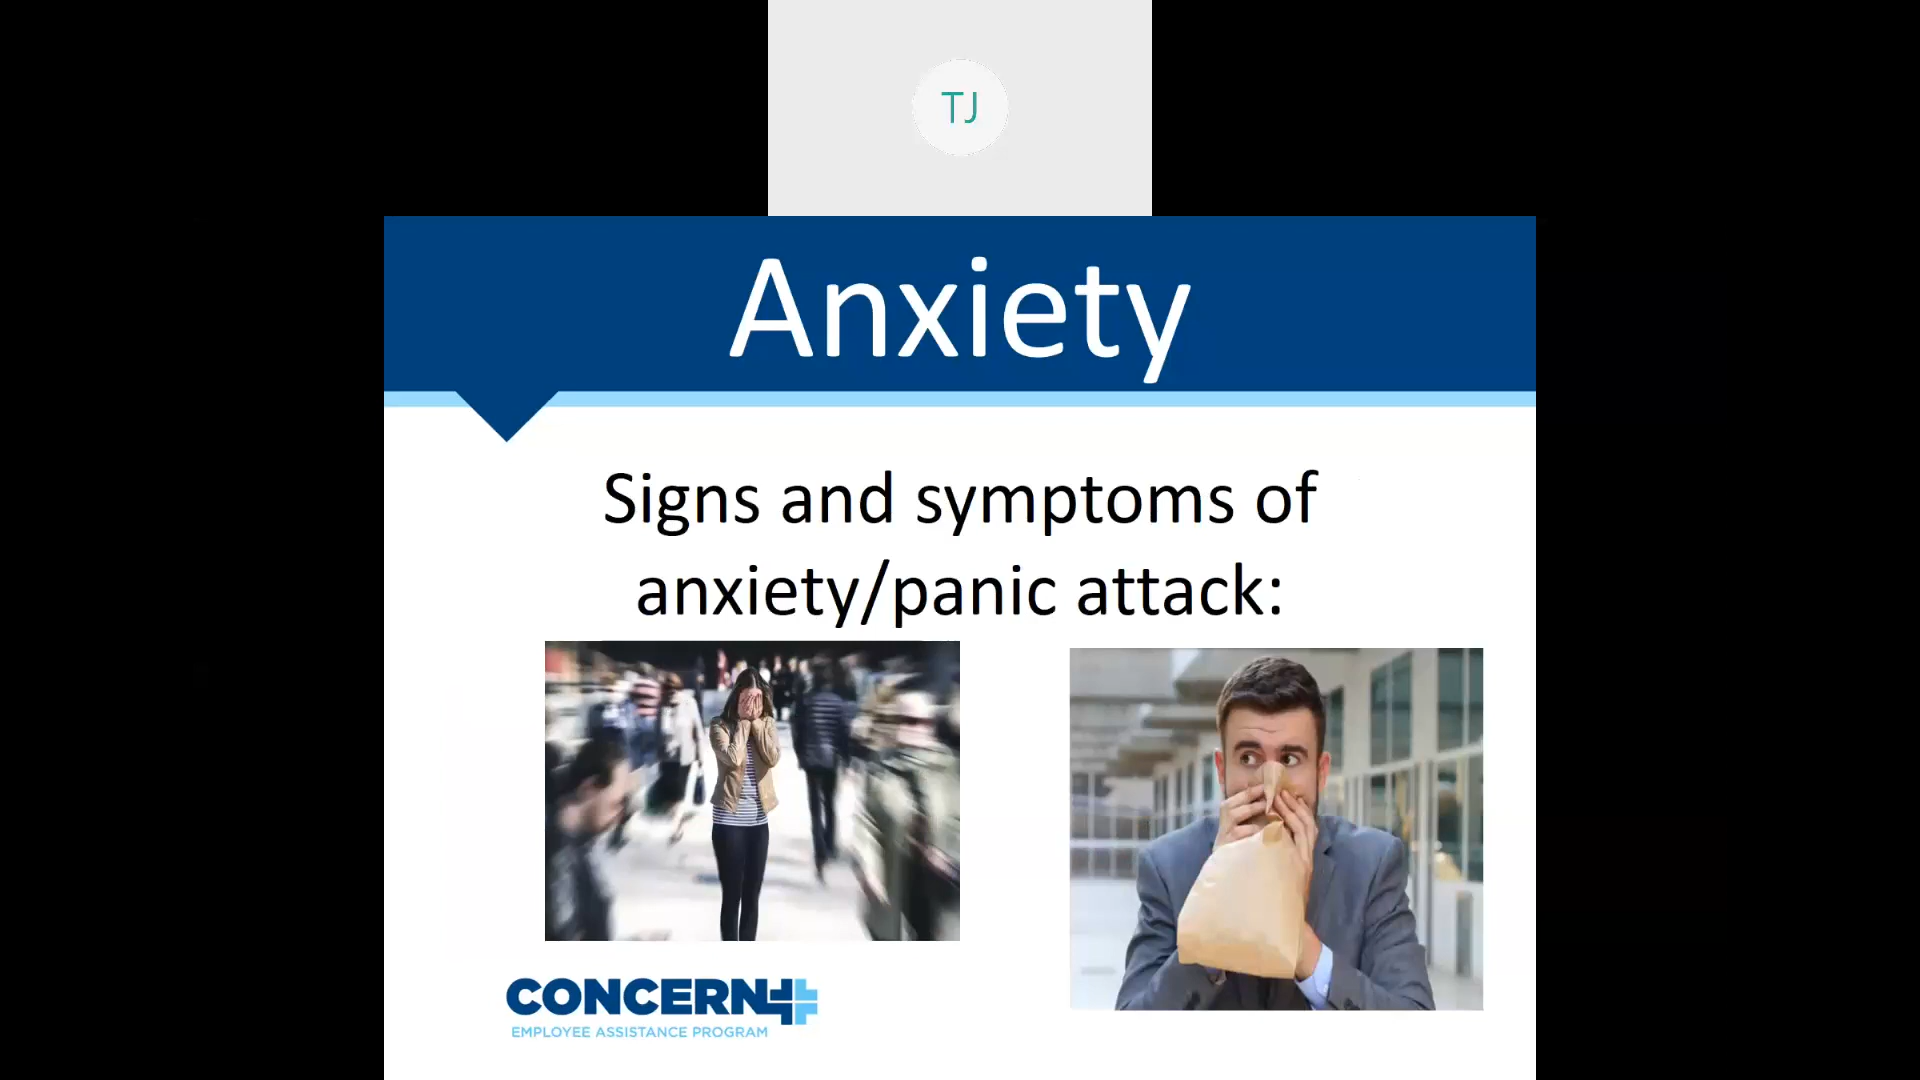 TJ
Anxiety
Signs and symptoms of
anxiety/panic attack:
CONCERN
EMPLOYEE ASSISTANCE PROGRAM